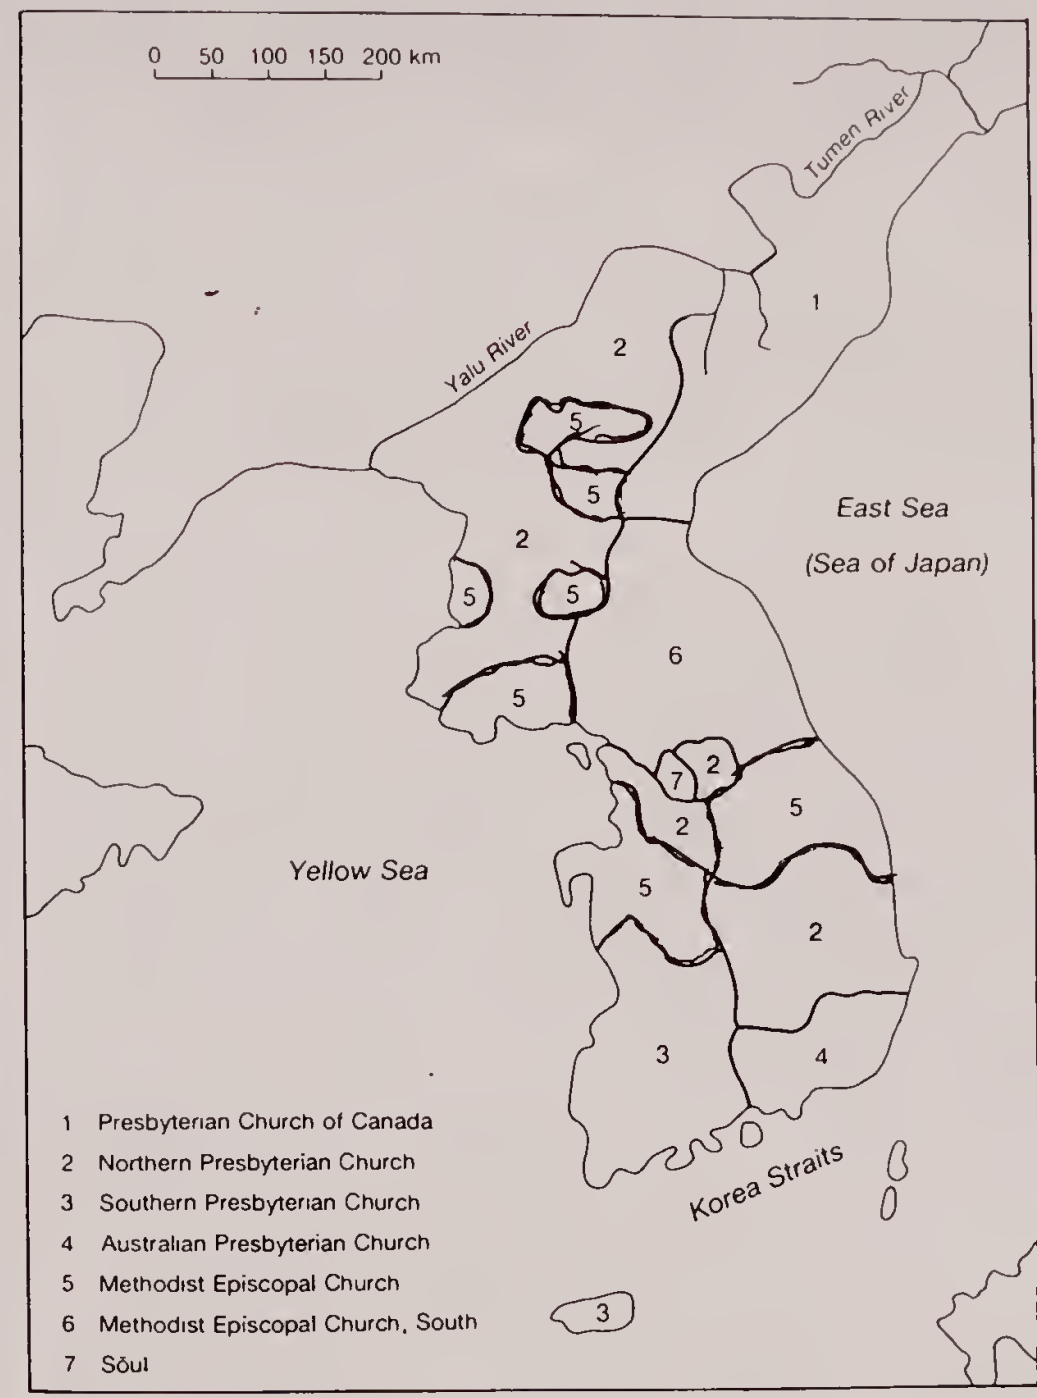 0 50 100 150 200 km
Tumen River
1
Yalu River
2
5
5
East Sea
(Sea of Japan)
2
5
5
6
5
2
7
5
2
Yellow Sea
5
2
3
4
Korea Straits
3
1 Presbyterian Church of Canada
2 Northern Presbyterian Church
3 Southern Presbyterian Church
4 Australian Presbyterian Church
5 Methodist Episcopal Church
6 Methodist Episcopal Church, South
7 Sŏul